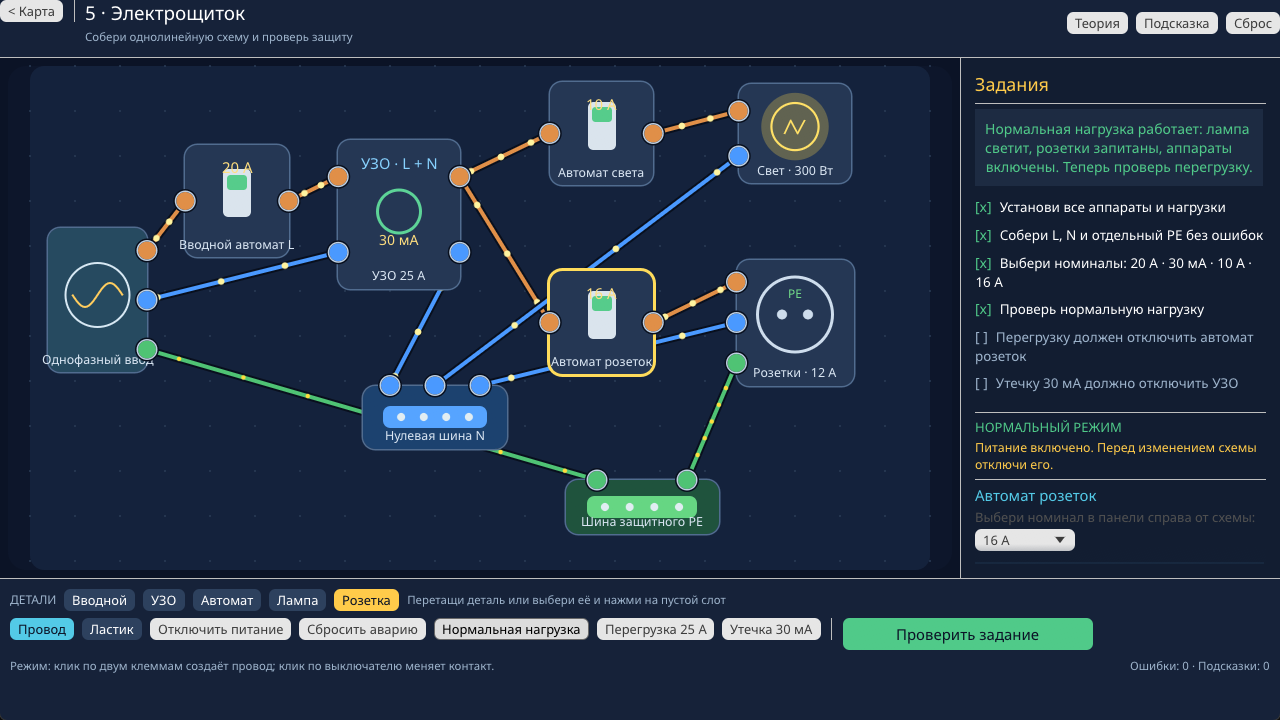 < Карта
5 · Электрощиток
Собери однолинейную схему и проверь защиту
Теория
Подсказка
Сброс
20 А
Вводной автомат L
УЗО · L + N
30 мА
УЗО 25 А
10 А
Автомат света
Свет · 300 Вт
Однофазный ввод
16 А
Автомат розеток
PE
Розетки · 12 А
Нулевая шина N
Шина защитного PE
Задания
Нормальная нагрузка работает: лампа
светит, розетки запитаны, аппараты
включены. Теперь проверь перегрузку.
[x] Установи все аппараты и нагрузки
[x] Собери L, N и отдельный PE без ошибок
[x] Выбери номиналы: 20 А · 30 мА · 10 А ·
16 А
[x] Проверь нормальную нагрузку
[ ] Перегрузку должен отключить автомат
розеток
[ ] Утечку 30 мА должно отключить УЗО
НОРМАЛЬНЫЙ РЕЖИМ
Питание включено. Перед изменением схемы
отключи его.
Автомат розеток
Выбери номинал в панели справа от схемы:
16 А
ДЕТАЛИ
Вводной
УЗО
Автомат
Лампа
Розетка
Перетащи деталь или выбери её и нажми на пустой слот
Провод
Ластик
Отключить питание
Сбросить аварию
Нормальная нагрузка
Перегрузка 25 А
Утечка 30 мА
Проверить задание
Режим: клик по двум клеммам создаёт провод; клик по выключателю меняет контакт.
Ошибки: 0 · Подсказки: 0